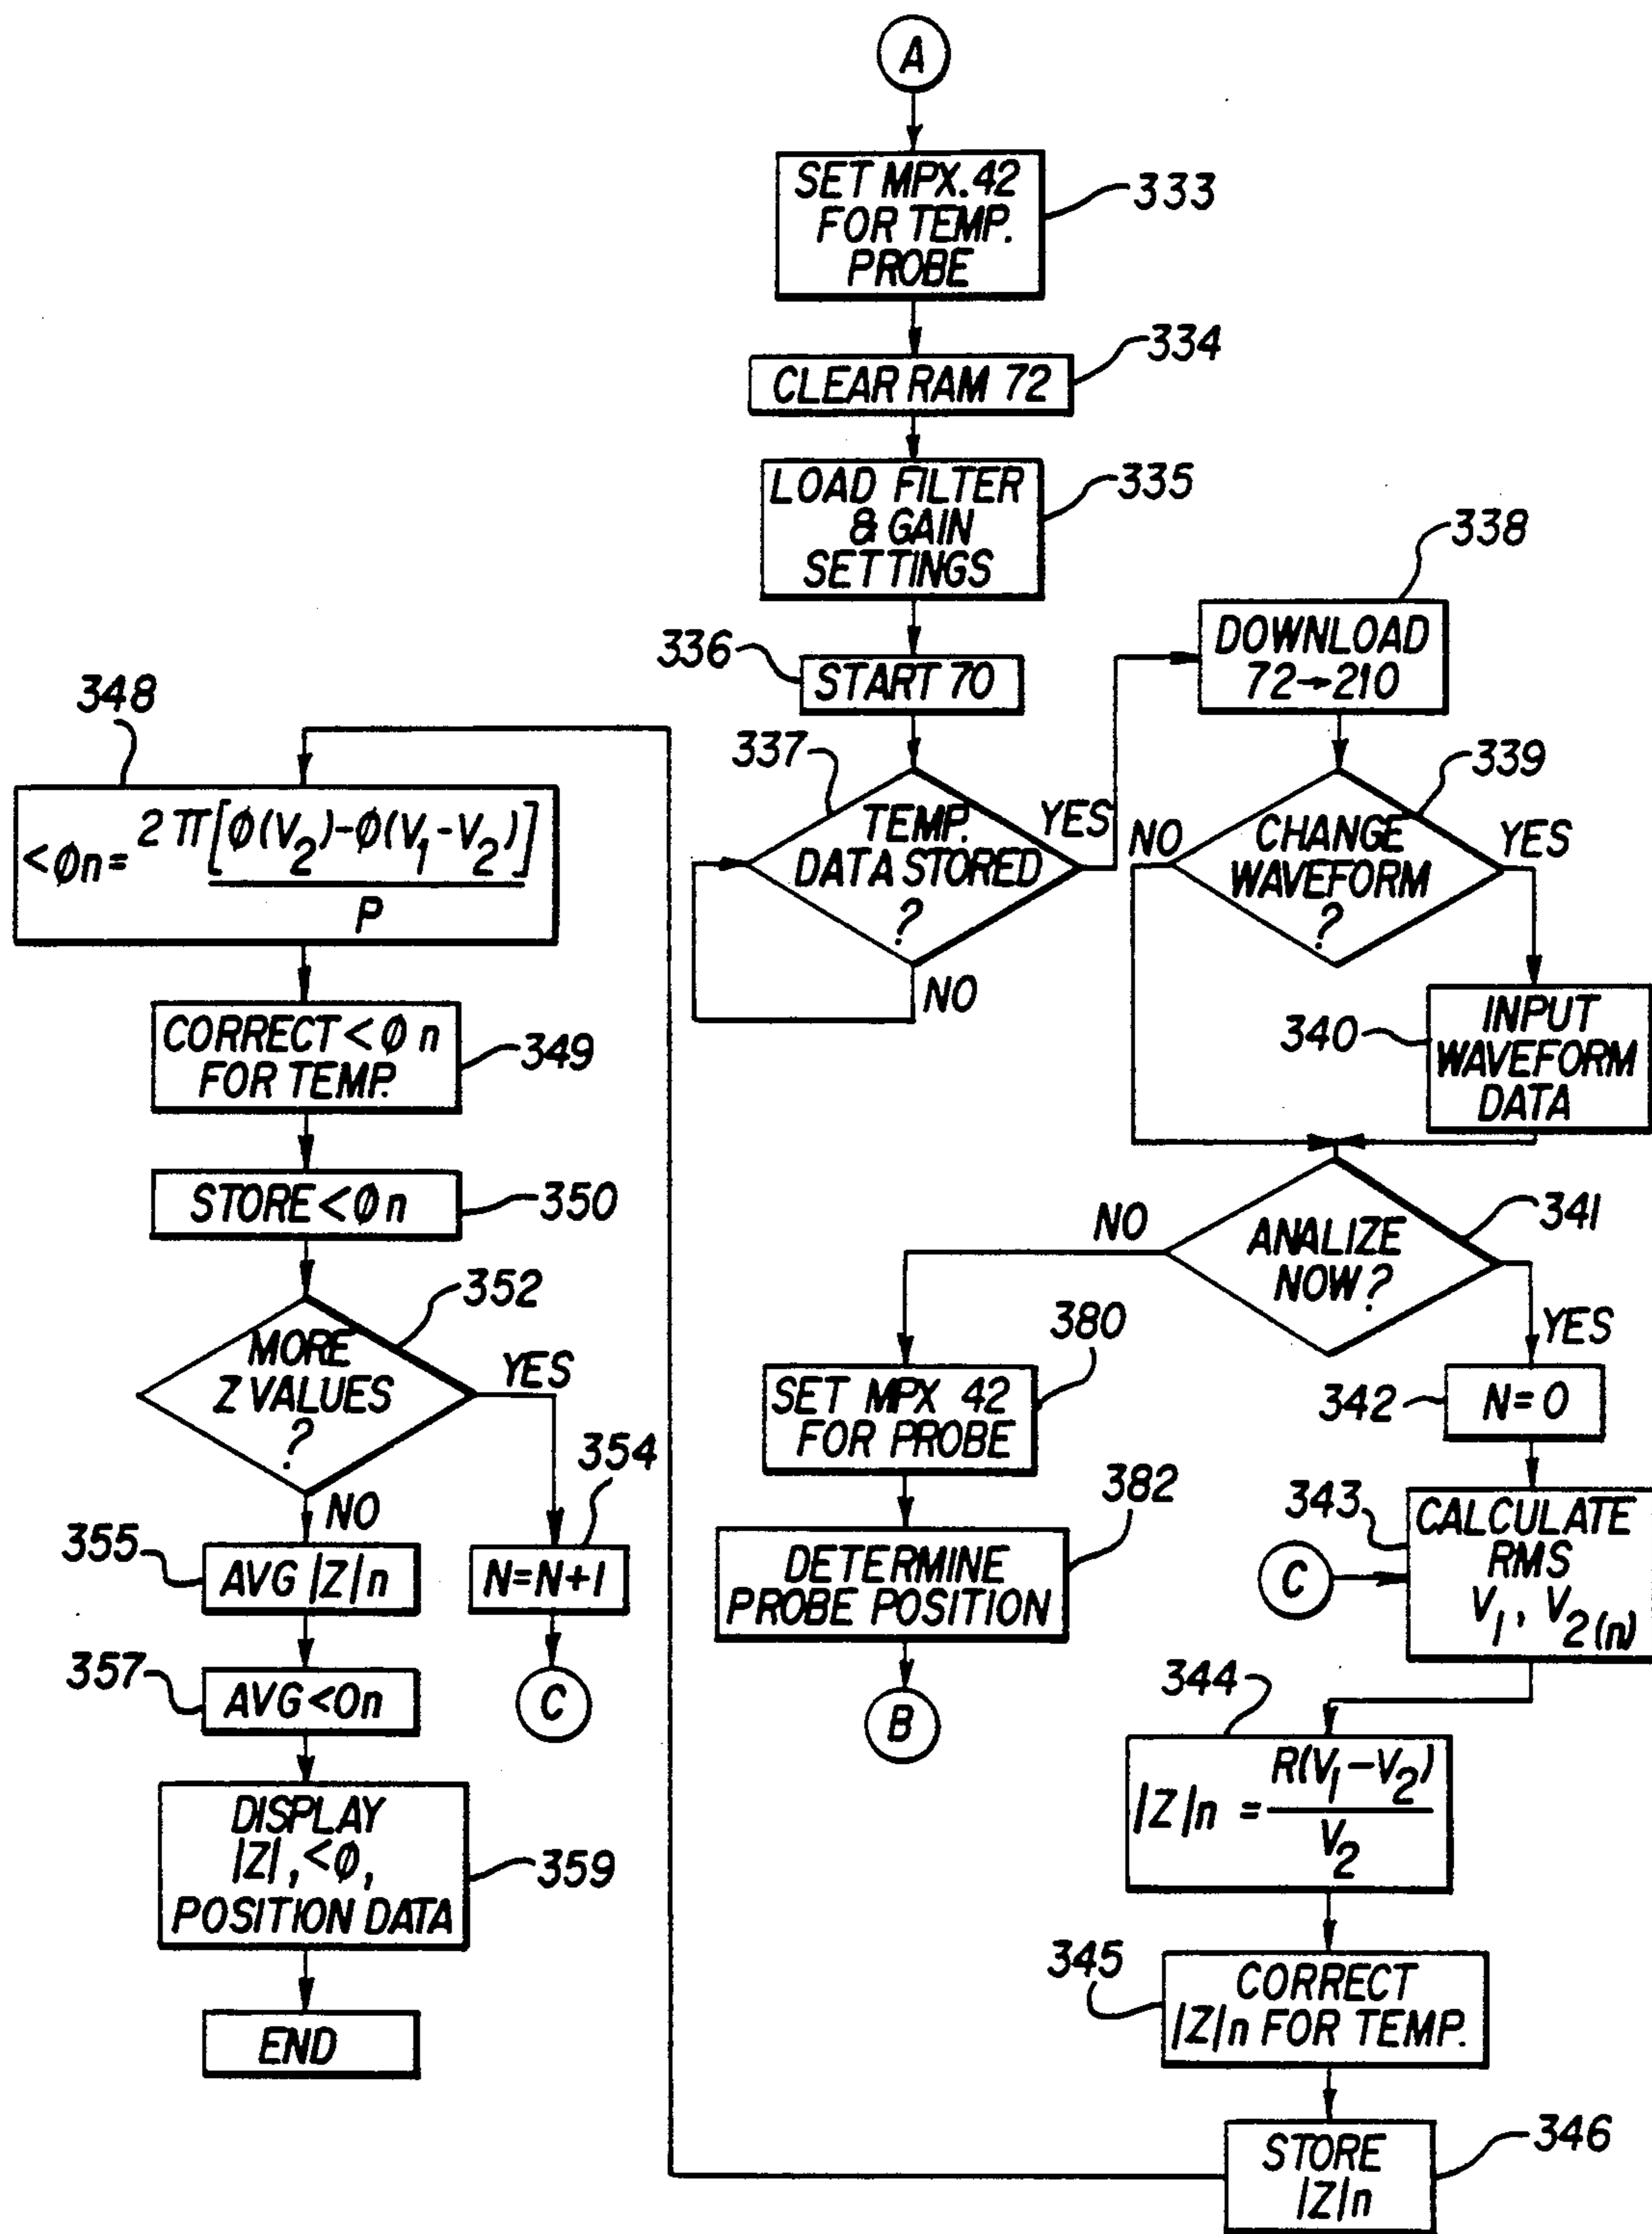 A
SET MPX.42
FOR TEMP.
PROBE
333
CLEAR RAM 72
334
LOAD FILTER
& GAIN
SETTINGS
335
START 70
336
TEMP.
DATA STORED
?
337
YES
NO
DOWNLOAD
72→210
338
CHANGE
WAVEFORM
?
339
NO
YES
INPUT
WAVEFORM
DATA
340
ANALIZE
NOW?
341
NO
YES
SET MPX 42
FOR PROBE
380
DETERMINE
PROBE POSITION
382
B
N=0
342
CALCULATE
RMS
V₁, V₂(n)
343
C
|Z|n = R(V₁-V₂)
V₂
344
CORRECT
|Z|n FOR TEMP.
345
STORE
|Z|n
346
348
<Øn= 2π[Ø(V₂)-Ø(V₁-V₂)]
P
CORRECT <Ø n
FOR TEMP.
349
STORE <Ø n
350
MORE
Z VALUES
?
352
YES
NO
N=N+1
354
C
AVG |Z|n
355
AVG <On
357
DISPLAY
|Z|, <Ø,
POSITION DATA
359
END